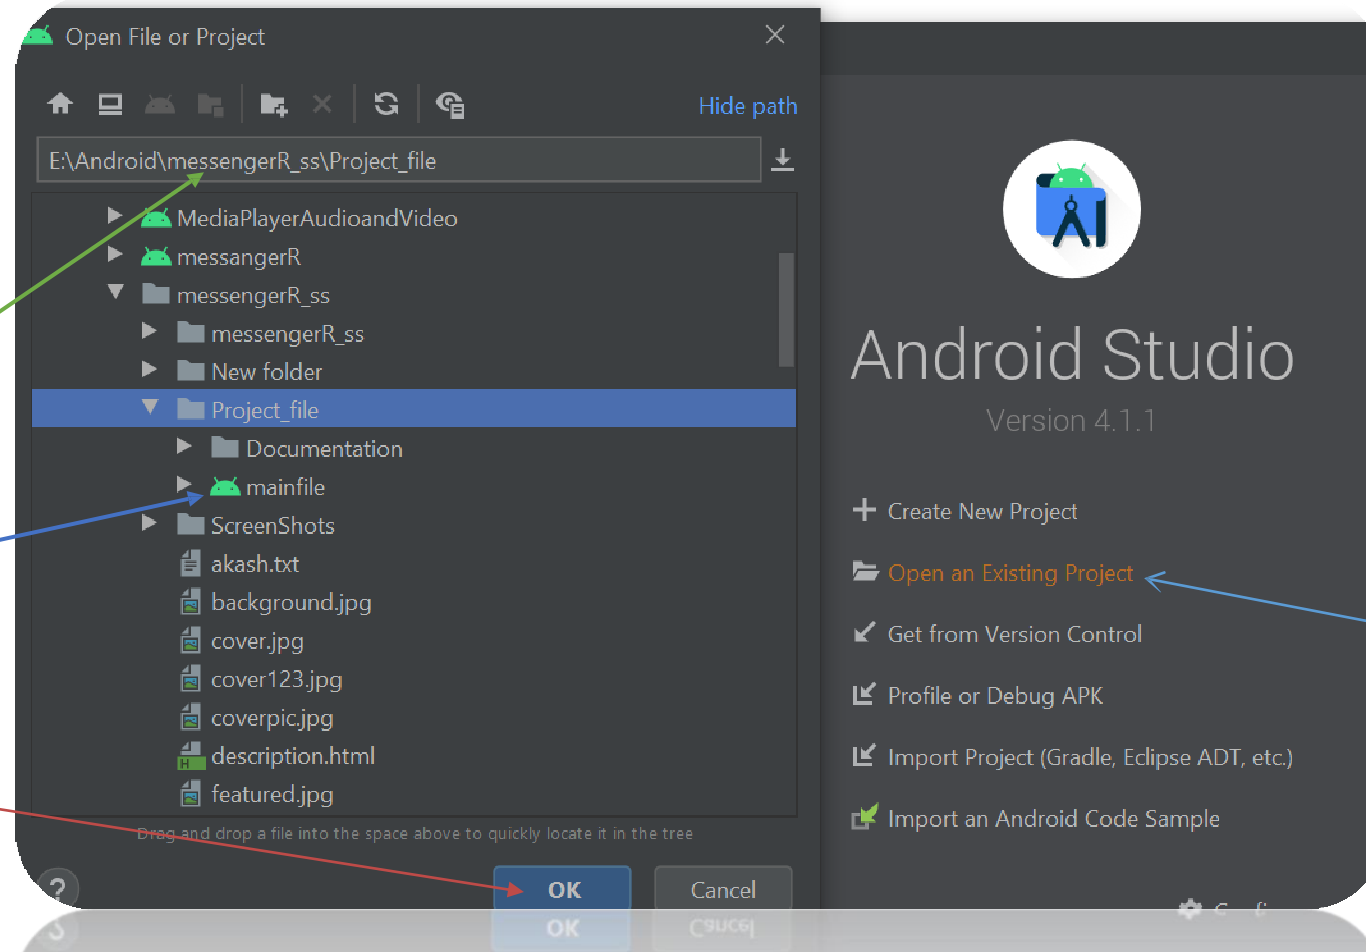 Open File or Project
Hide path
E:\Android\messengerR_ss\Project_file
MediaPlayerAudioandVideo
messangerR
messengerR_ss
messengerR_ss
New folder
Project_file
Documentation
mainfile
ScreenShots
akash.txt
background.jpg
cover.jpg
cover123.jpg
coverpic.jpg
description.html
featured.jpg
Drag and drop a file into the space above to quickly locate it in the tree
?
OK
Cancel
Android Studio
Version 4.1.1
Create New Project
Open an Existing Project
Get from Version Control
Profile or Debug APK
Import Project (Gradle, Eclipse ADT, etc.)
Import an Android Code Sample